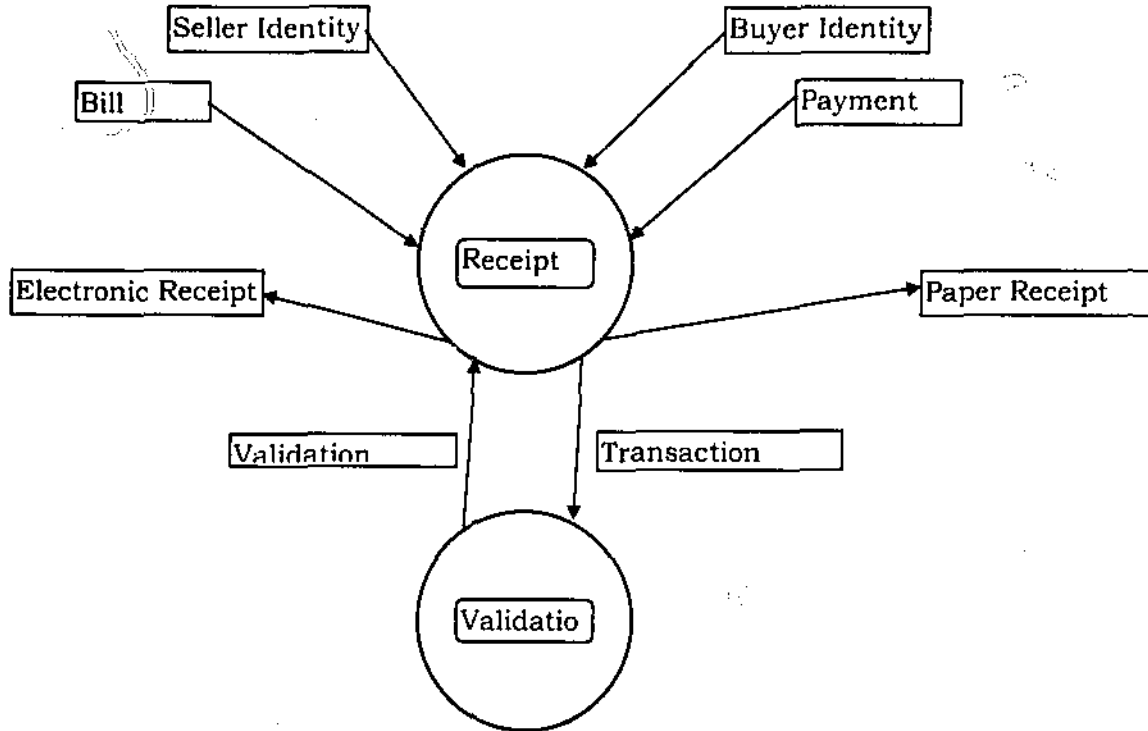 Seller Identity
Buyer Identity
Bill
Payment
Receipt
Electronic Receipt
Paper Receipt
Validation
Transaction
Validatio